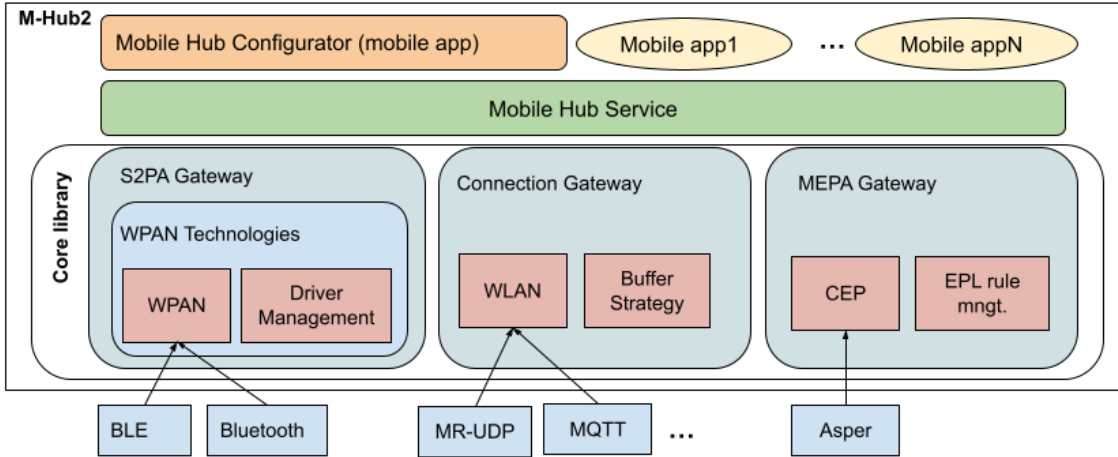 M-Hub2
Mobile Hub Configurator (mobile app)
Mobile app1
...
Mobile appN
Mobile Hub Service
Core library
S2PA Gateway
WPAN Technologies
WPAN
Driver
Management
Connection Gateway
WLAN
Buffer
Strategy
MEPA Gateway
CEP
EPL rule
mngt.
BLE
Bluetooth
MR-UDP
MQTT
...
Asper